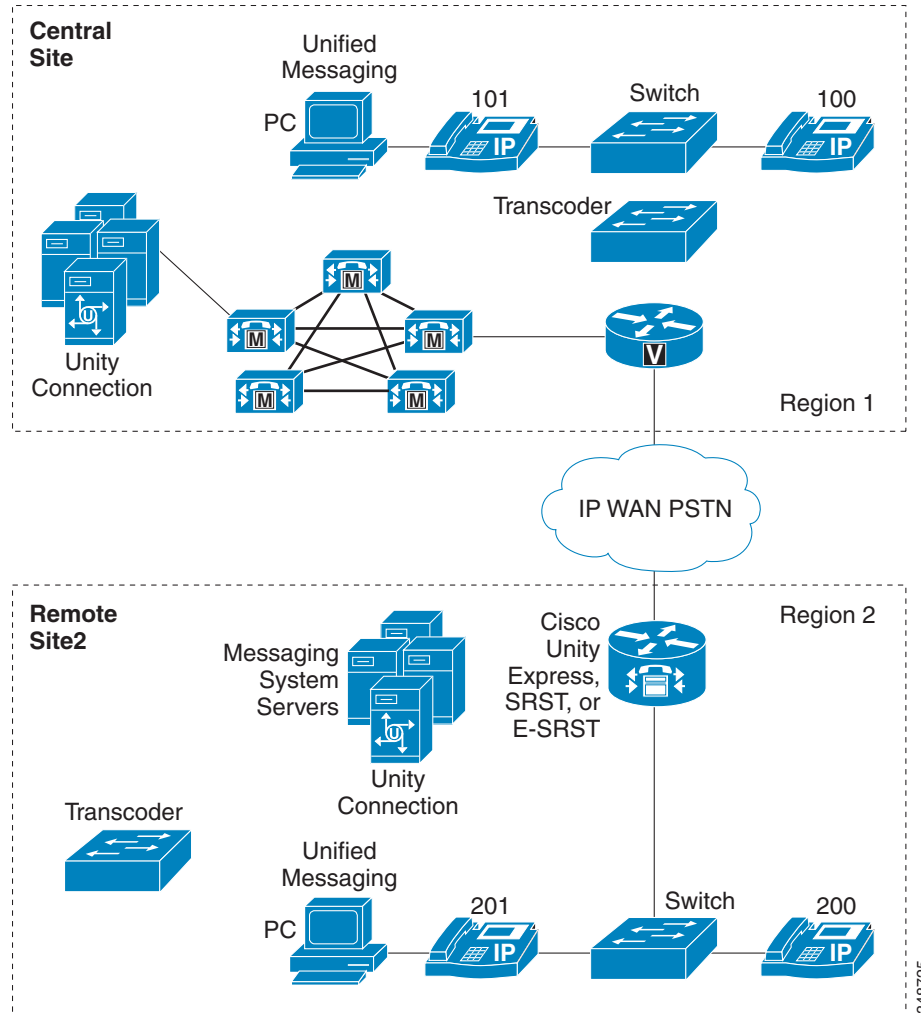 Central
Site
Unified
Messaging
PC
101
IP
Switch
100
IP
Transcoder
U
Unity
Connection
M
M
M
M
M
V
Region 1
IP WAN PSTN
Remote
Site2
Region 2
Cisco
Unity
Express,
SRST, or
E-SRST
Messaging
System
Servers
U
Unity
Connection
Transcoder
Unified
Messaging
PC
201
IP
Switch
200
IP